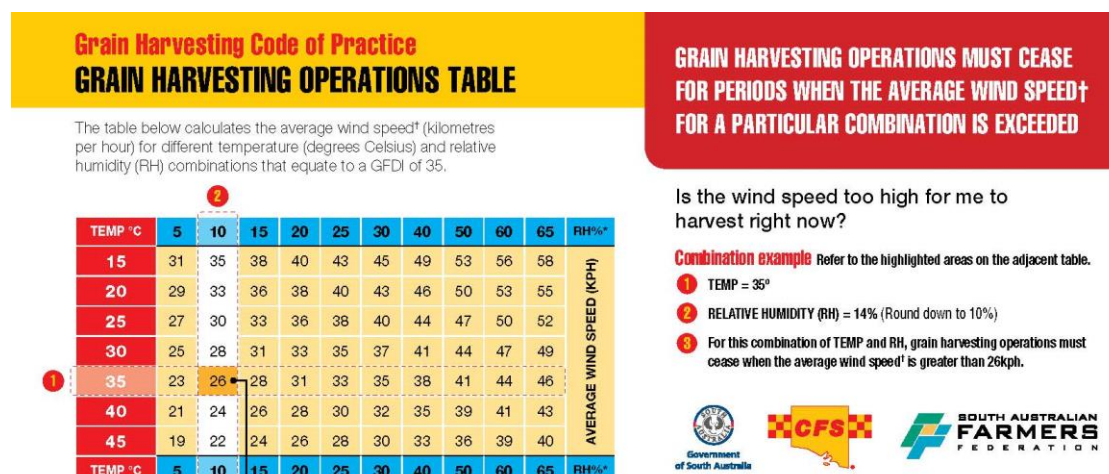 Grain Harvesting Code of Practice
GRAIN HARVESTING OPERATIONS TABLE
The table below calculates the average wind speed† (kilometres
per hour) for different temperature (degrees Celsius) and relative
humidity (RH) combinations that equate to a GFDI of 35.
2
TEMP °C 5 10 15 20 25 30 40 50 60 65 RH%*
15 31 35 38 40 43 45 49 53 56 58
20 29 33 36 38 40 43 46 50 53 55
25 27 30 33 36 38 40 44 47 50 52
30 25 28 31 33 35 37 41 44 47 49
1 35 23 26 28 31 33 35 38 41 44 46
40 21 24 26 28 30 32 35 39 41 43
45 19 22 24 26 28 30 33 36 39 40
TEMP °C 5 10 15 20 25 30 40 50 60 65 RH%*
AVERAGE WIND SPEED (KPH)
GRAIN HARVESTING OPERATIONS MUST CEASE
FOR PERIODS WHEN THE AVERAGE WIND SPEED†
FOR A PARTICULAR COMBINATION IS EXCEEDED
Is the wind speed too high for me to
harvest right now?
Combination example Refer to the highlighted areas on the adjacent table.
1 TEMP = 35º
2 RELATIVE HUMIDITY (RH) = 14% (Round down to 10%)
3 For this combination of TEMP and RH, grain harvesting operations must
cease when the average wind speed† is greater than 26kph.
SOUTH AUSTRALIA
Government
of South Australia
CFS
SOUTH AUSTRALIAN
FARMERS
FEDERATION